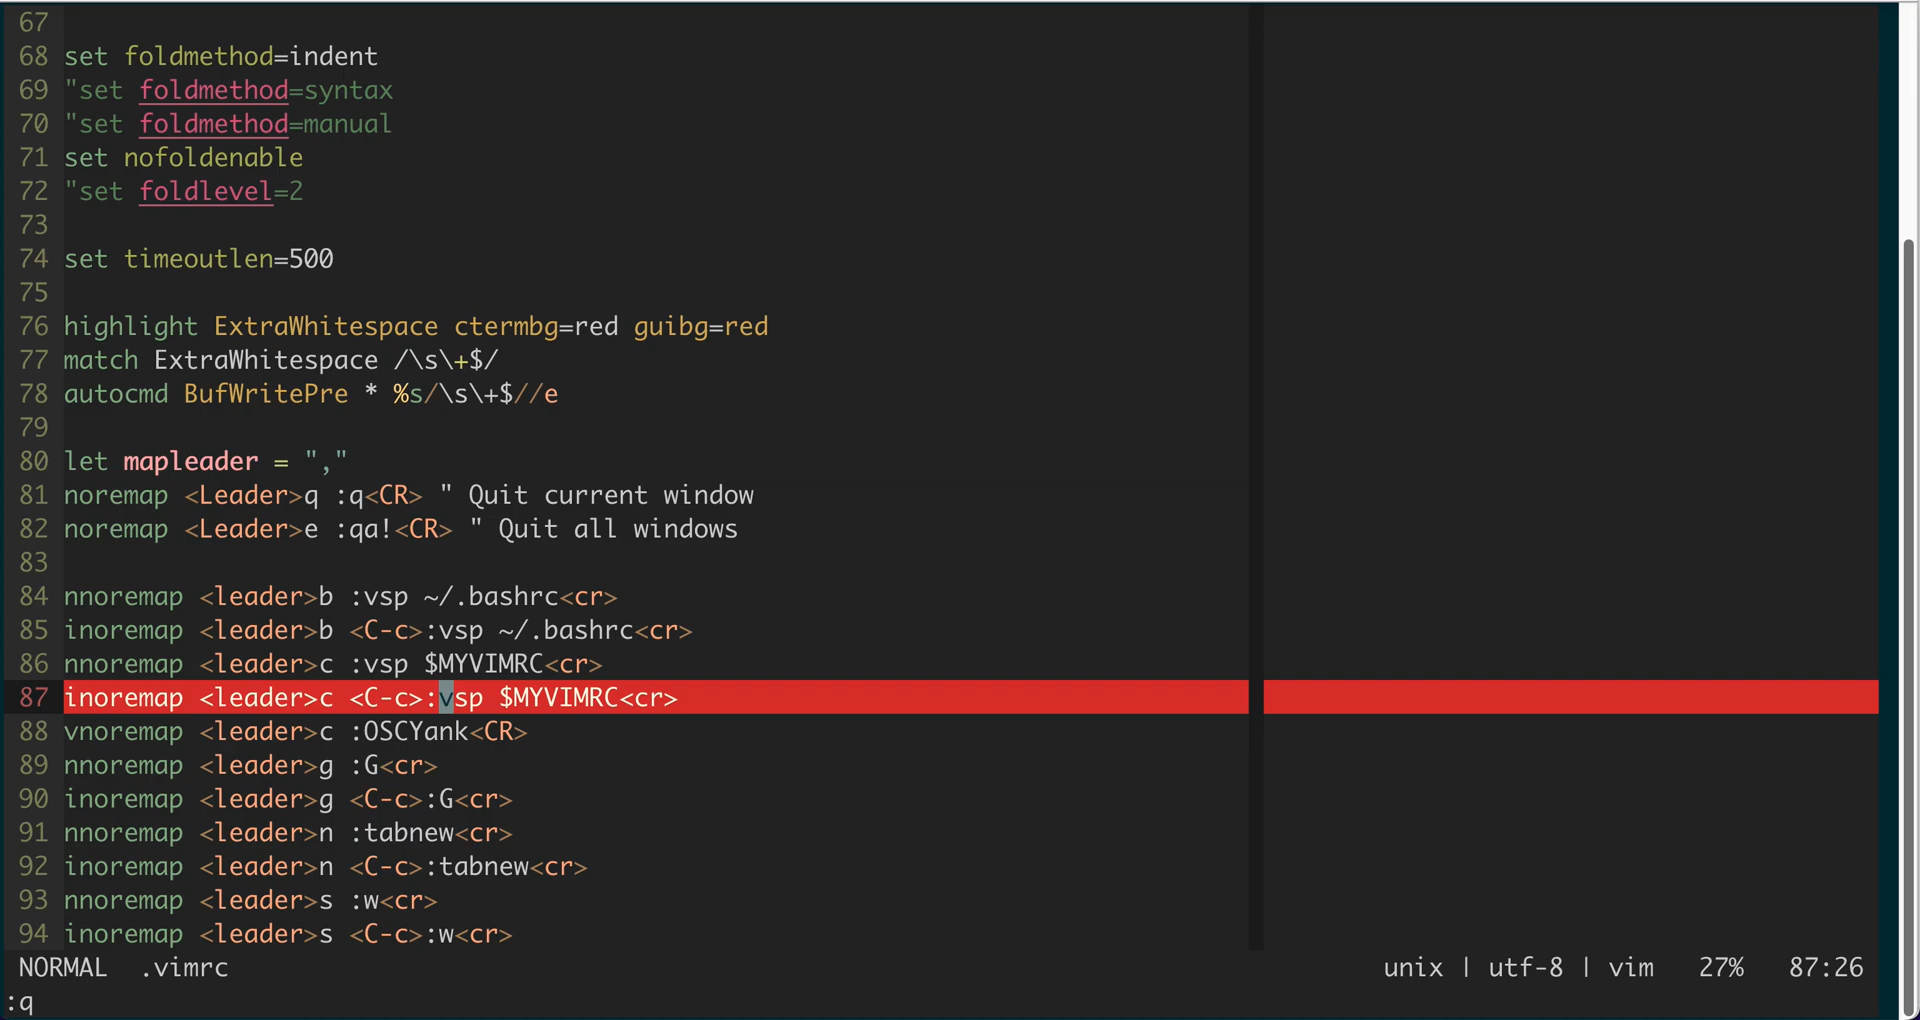 67
68 set foldmethod=indent
69 "set foldmethod=syntax
70 "set foldmethod=manual
71 set nofoldenable
72 "set foldlevel=2
73
74 set timeoutlen=500
75
76 highlight ExtraWhitespace ctermbg=red guibg=red
77 match ExtraWhitespace /\s\+$/
78 autocmd BufWritePre * %s/\s\+$//e
79
80 let mapleader = ","
81 noremap <Leader>q :q<CR> " Quit current window
82 noremap <Leader>e :qa!<CR> " Quit all windows
83
84 nnoremap <leader>b :vsp ~/.bashrc<cr>
85 inoremap <leader>b <C-c>:vsp ~/.bashrc<cr>
86 nnoremap <leader>c :vsp $MYVIMRC<cr>
87 inoremap <leader>c <C-c>:vsp $MYVIMRC<cr>
88 vnoremap <leader>c :OSCYank<CR>
89 nnoremap <leader>g :G<cr>
90 inoremap <leader>g <C-c>:G<cr>
91 nnoremap <leader>n :tabnew<cr>
92 inoremap <leader>n <C-c>:tabnew<cr>
93 nnoremap <leader>s :w<cr>
94 inoremap <leader>s <C-c>:w<cr>
NORMAL .vimrc unix | utf-8 | vim 27% 87:26
:q